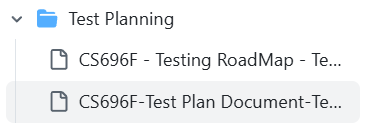 Test Planning
CS696F - Testing RoadMap - Te...
CS696F-Test Plan Document-Te...